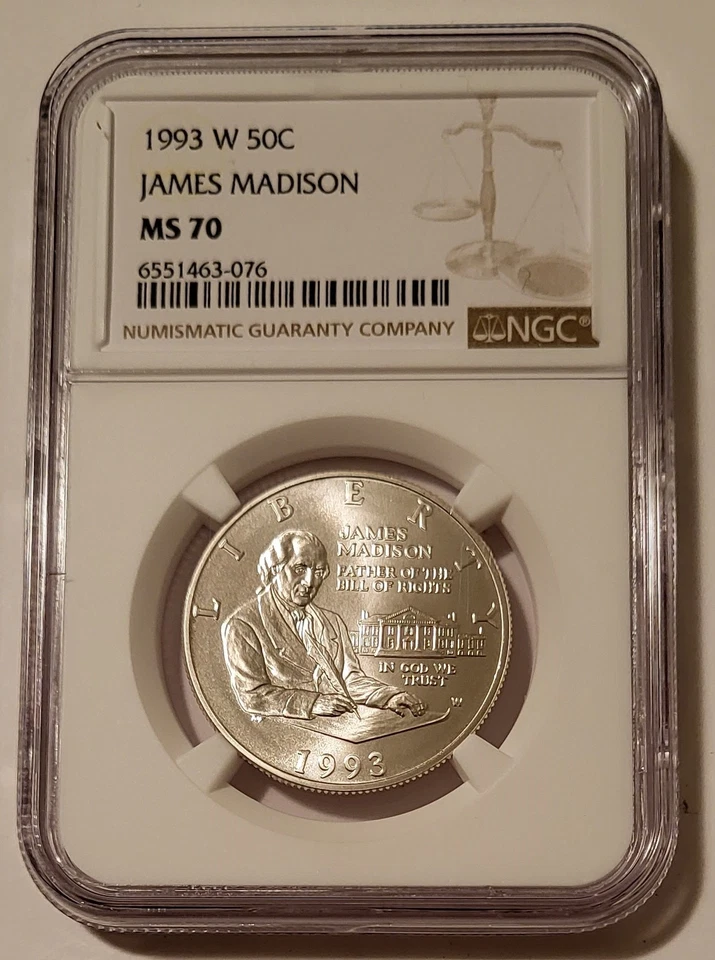 1993 W 50C
JAMES MADISON
MS 70
6551463-076
NUMISMATIC GUARANTY COMPANY
NGC®
LIBERTY
JAMES
MADISON
FATHER OF THE
BILL OF RIGHTS
IN GOD WE
TRUST
W
1993